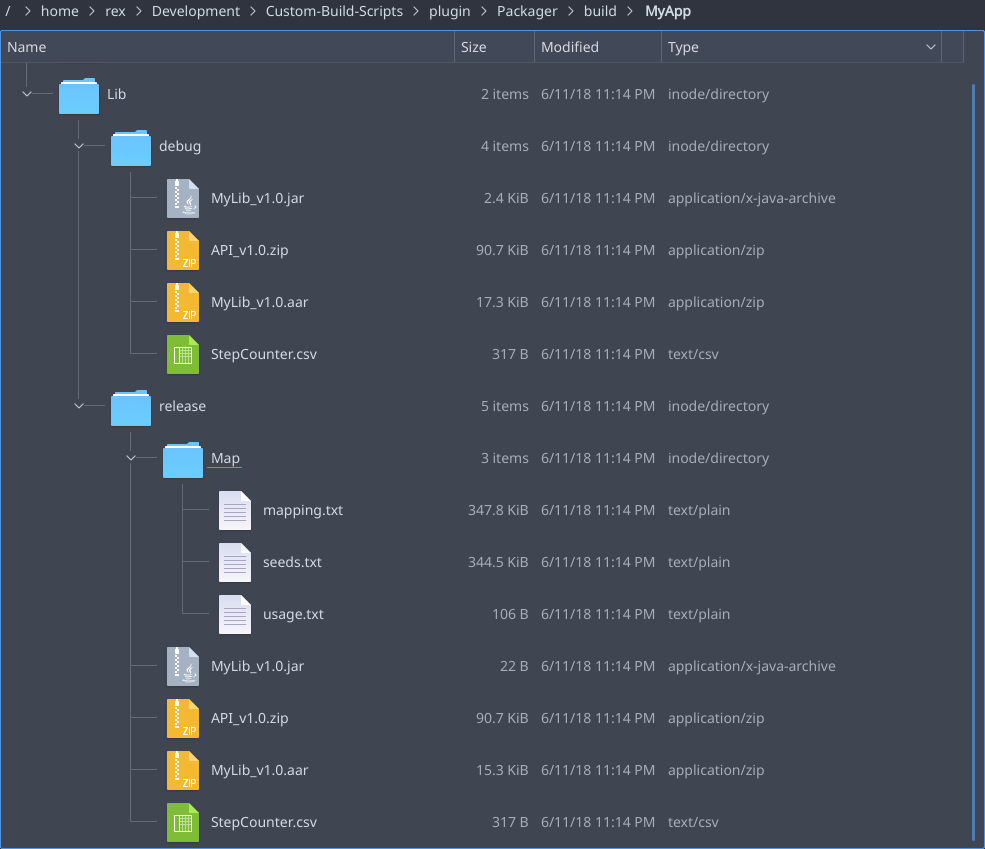 / > home > rex > Development > Custom-Build-Scripts > plugin > Packager > build > MyApp
Name Size Modified Type
Lib 2 items 6/11/18 11:14 PM inode/directory
debug 4 items 6/11/18 11:14 PM inode/directory
MyLib_v1.0.jar 2.4 KiB 6/11/18 11:14 PM application/x-java-archive
API_v1.0.zip 90.7 KiB 6/11/18 11:14 PM application/zip
ZIP
MyLib_v1.0.aar 17.3 KiB 6/11/18 11:14 PM application/zip
ZIP
StepCounter.csv 317 B 6/11/18 11:14 PM text/csv
release 5 items 6/11/18 11:14 PM inode/directory
Map 3 items 6/11/18 11:14 PM inode/directory
mapping.txt 347.8 KiB 6/11/18 11:14 PM text/plain
seeds.txt 344.5 KiB 6/11/18 11:14 PM text/plain
usage.txt 106 B 6/11/18 11:14 PM text/plain
MyLib_v1.0.jar 22 B 6/11/18 11:14 PM application/x-java-archive
API_v1.0.zip 90.7 KiB 6/11/18 11:14 PM application/zip
ZIP
MyLib_v1.0.aar 15.3 KiB 6/11/18 11:14 PM application/zip
ZIP
StepCounter.csv 317 B 6/11/18 11:14 PM text/csv